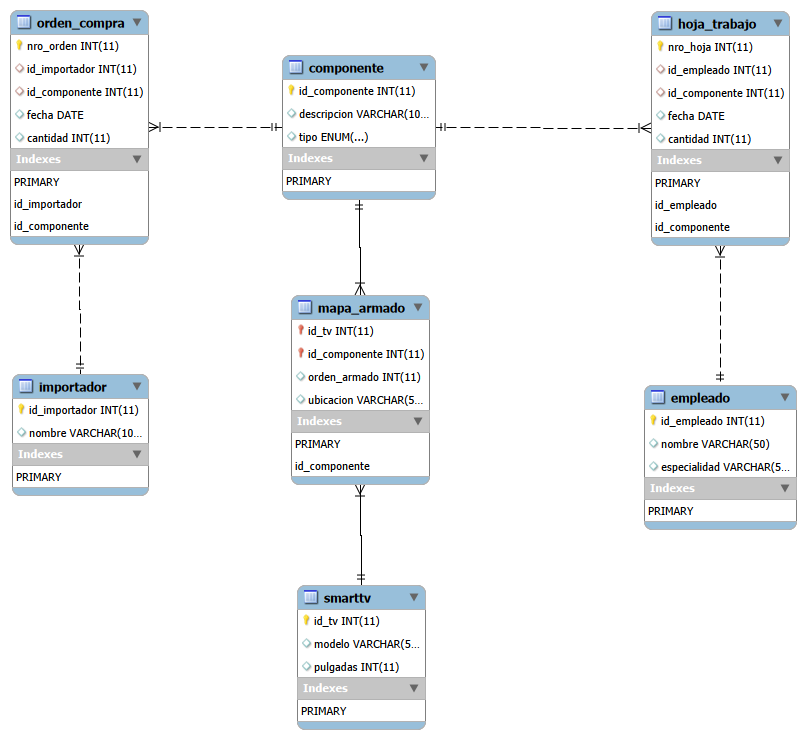 orden_compra
nro_orden INT(11)
id_importador INT(11)
id_componente INT(11)
fecha DATE
cantidad INT(11)
Indexes
PRIMARY
id_importador
id_componente
componente
id_componente INT(11)
descripcion VARCHAR(10...
tipo ENUM(...)
Indexes
PRIMARY
hoja_trabajo
nro_hoja INT(11)
id_empleado INT(11)
id_componente INT(11)
fecha DATE
cantidad INT(11)
Indexes
PRIMARY
id_empleado
id_componente
importador
id_importador INT(11)
nombre VARCHAR(10...
Indexes
PRIMARY
mapa_armado
id_tv INT(11)
id_componente INT(11)
orden_armado INT(11)
ubicacion VARCHAR(5...
Indexes
PRIMARY
id_componente
empleado
id_empleado INT(11)
nombre VARCHAR(50)
especialidad VARCHAR(5...
Indexes
PRIMARY
smarttv
id_tv INT(11)
modelo VARCHAR(5...
pulgadas INT(11)
Indexes
PRIMARY